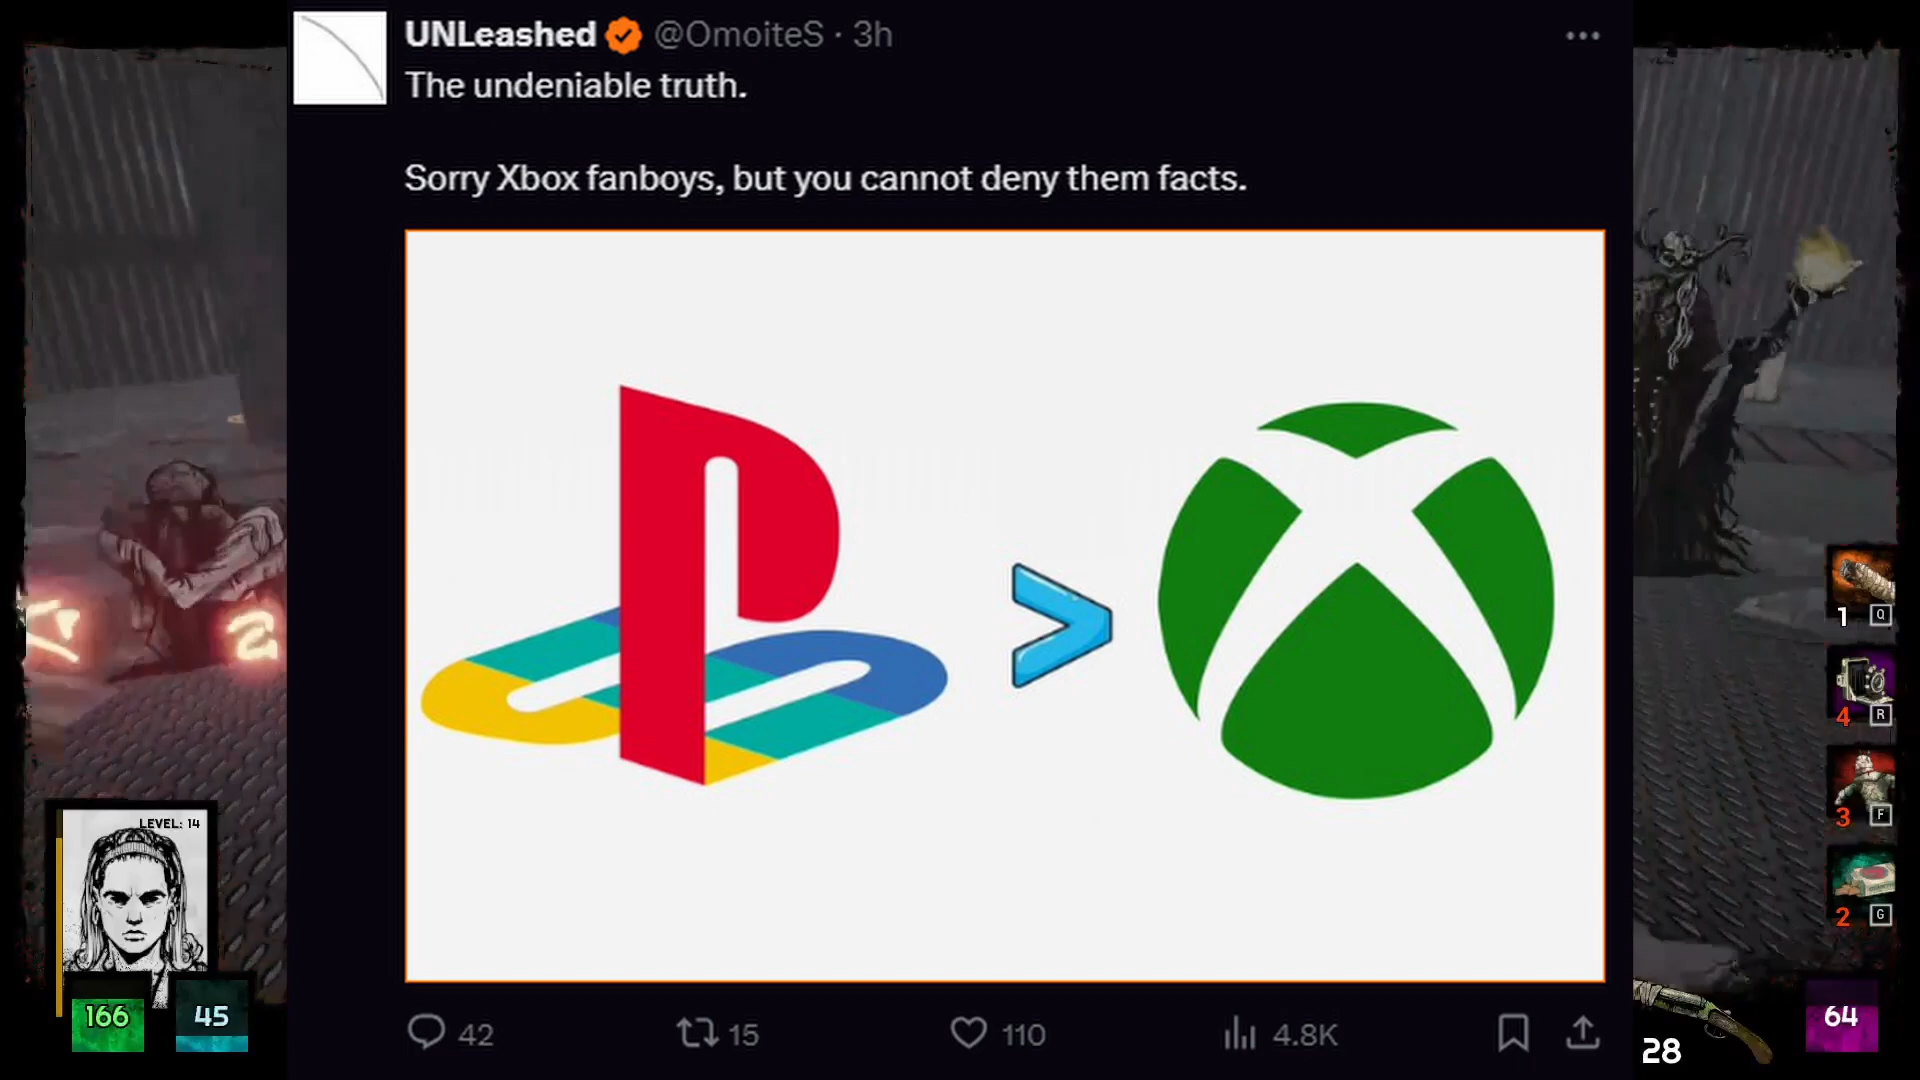 UNLeashed @OmoiteS · 3h
The undeniable truth.
Sorry Xbox fanboys, but you cannot deny them facts.
>
42 15 110 4.8K
LEVEL: 14
166 45
1 Q
4 R
3 F
2 G
28 64
2